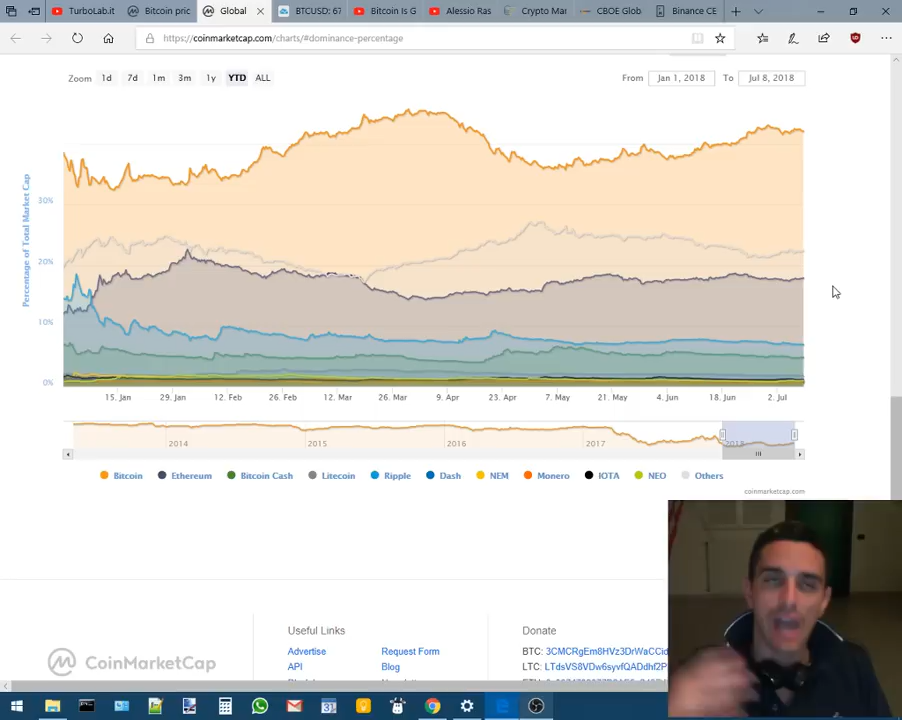 TurboLab.it
Bitcoin pric
Global
BTCUSD: 67
Bitcoin Is G
Alessio Ras
Crypto Mar
CBOE Glob
Binance CE
https://coinmarketcap.com/charts/#dominance-percentage
Zoom 1d 7d 1m 3m 1y YTD ALL
From Jan 1, 2018 To Jul 8, 2018
Percentage of Total Market Cap
30%
20%
10%
0%
15. Jan 29. Jan 12. Feb 26. Feb 12. Mar 26. Mar 9. Apr 23. Apr 7. May 21. May 4. Jun 18. Jun 2. Jul
2014 2015 2016 2017 2018
Bitcoin Ethereum Bitcoin Cash Litecoin Ripple Dash NEM Monero IOTA NEO Others
coinmarketcap.com
CoinMarketCap
Useful Links
Advertise Request Form
API Blog
Donate
BTC: 3CMCRgEm8HVz3DrWaCCid
LTC: LTdsVS8VDw6syvfQADdhf2P